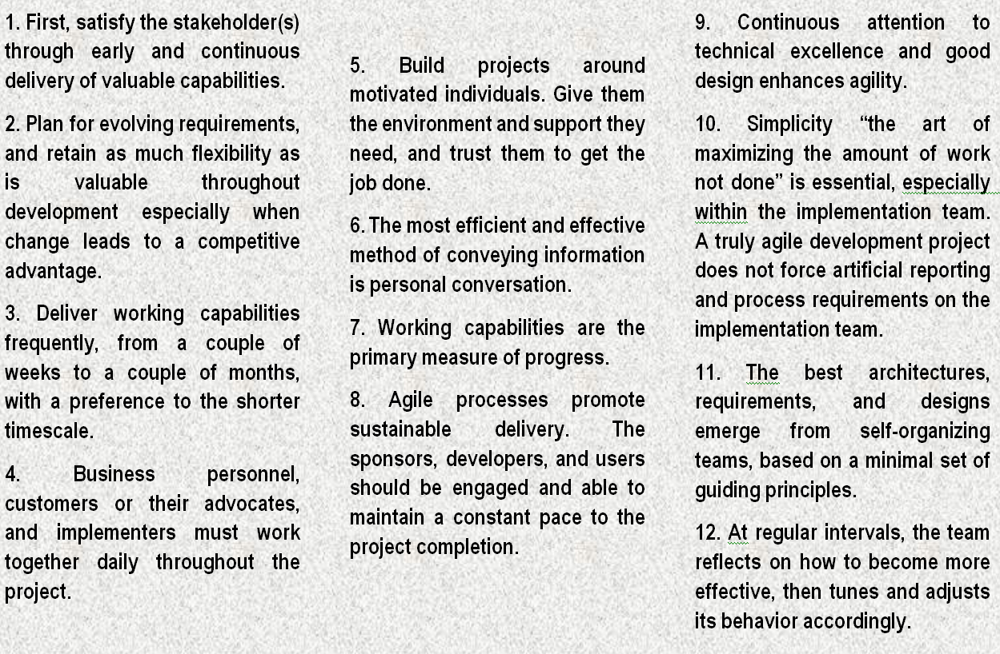 1. First, satisfy the stakeholder(s)
through early and continuous
delivery of valuable capabilities.
2. Plan for evolving requirements,
and retain as much flexibility as
is valuable throughout
development especially when
change leads to a competitive
advantage.
3. Deliver working capabilities
frequently, from a couple of
weeks to a couple of months,
with a preference to the shorter
timescale.
4. Business personnel,
customers or their advocates,
and implementers must work
together daily throughout the
project.
5. Build projects around
motivated individuals. Give them
the environment and support they
need, and trust them to get the
job done.
6. The most efficient and effective
method of conveying information
is personal conversation.
7. Working capabilities are the
primary measure of progress.
8. Agile processes promote
sustainable delivery. The
sponsors, developers, and users
should be engaged and able to
maintain a constant pace to the
project completion.
9. Continuous attention to
technical excellence and good
design enhances agility.
10. Simplicity “the art of
maximizing the amount of work
not done” is essential, especially
within the implementation team.
A truly agile development project
does not force artificial reporting
and process requirements on the
implementation team.
11. The best architectures,
requirements, and designs
emerge from self-organizing
teams, based on a minimal set of
guiding principles.
12. At regular intervals, the team
reflects on how to become more
effective, then tunes and adjusts
its behavior accordingly.